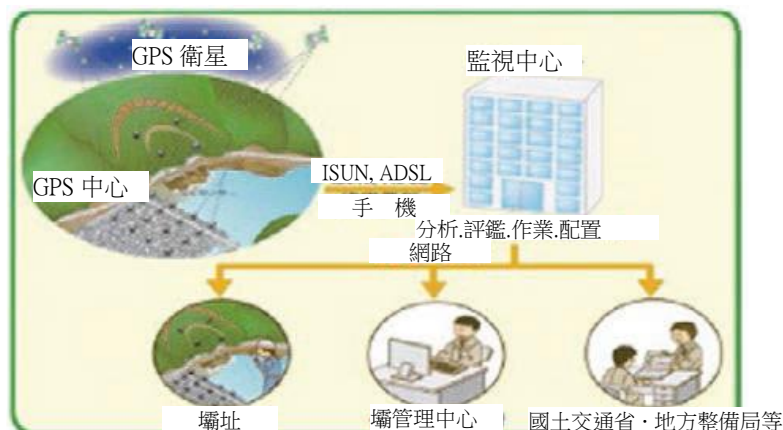 GPS 衛星
監視中心
GPS 中心
ISUN, ADSL
手 機
分析.評鑑.作業.配置
網路
壩址
壩管理中心
國土交通省·地方整備局等